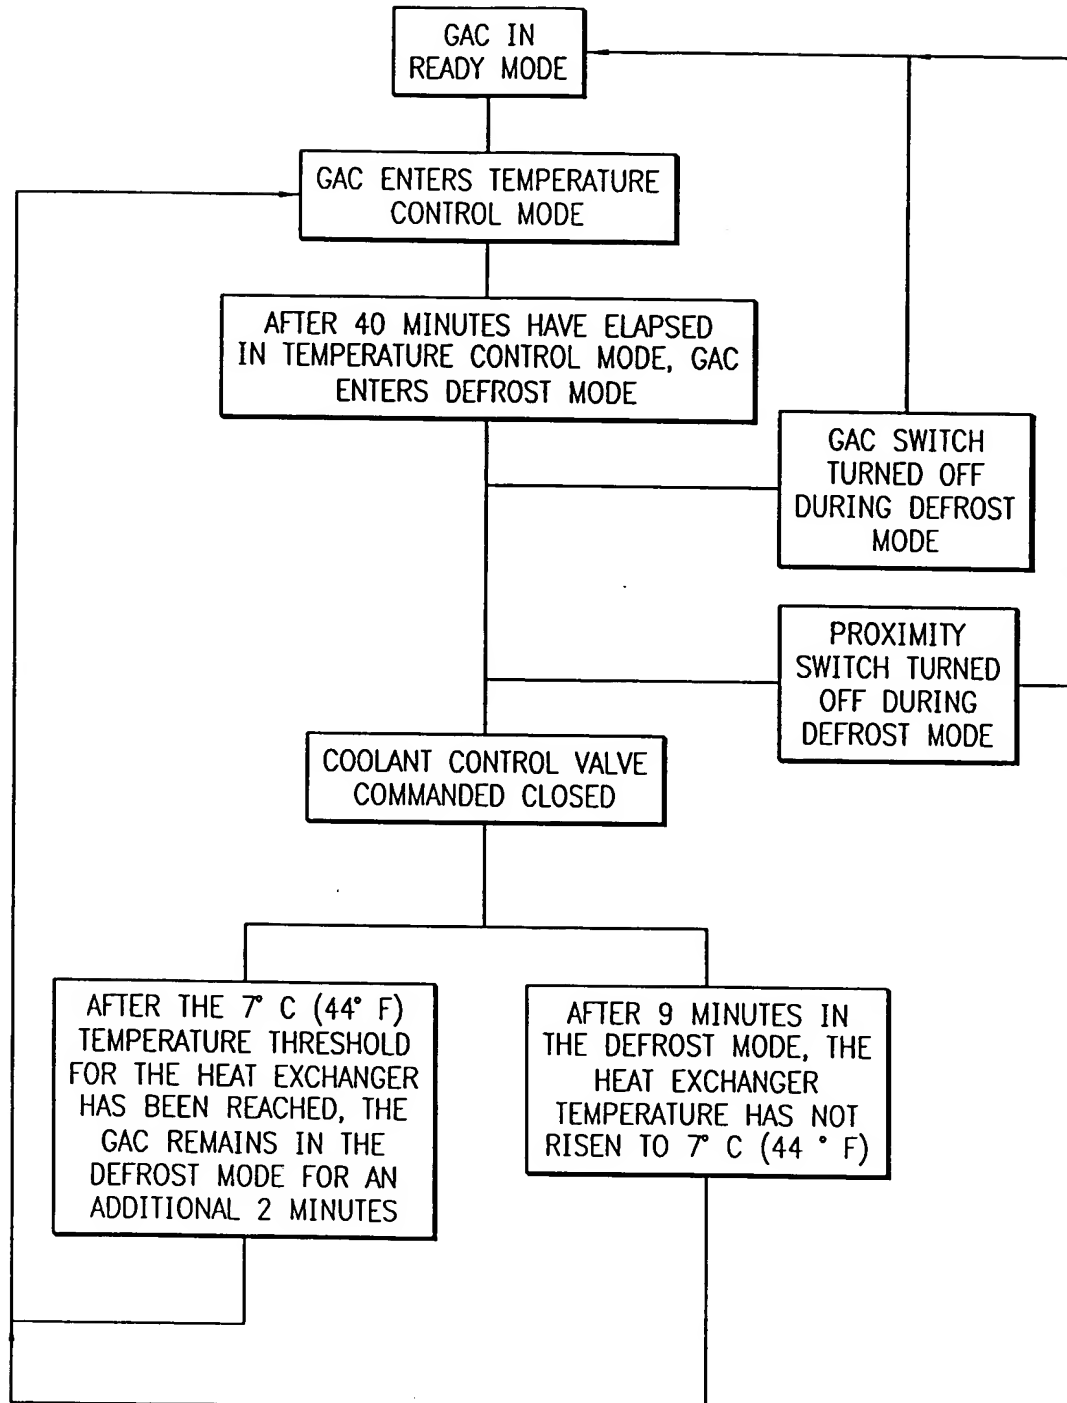 GAC IN
READY MODE
GAC ENTERS TEMPERATURE
CONTROL MODE
AFTER 40 MINUTES HAVE ELAPSED
IN TEMPERATURE CONTROL MODE, GAC
ENTERS DEFROST MODE
GAC SWITCH
TURNED OFF
DURING DEFROST
MODE
PROXIMITY
SWITCH TURNED
OFF DURING
DEFROST MODE
COOLANT CONTROL VALVE
COMMANDED CLOSED
AFTER THE 7° C (44° F)
TEMPERATURE THRESHOLD
FOR THE HEAT EXCHANGER
HAS BEEN REACHED, THE
GAC REMAINS IN THE
DEFROST MODE FOR AN
ADDITIONAL 2 MINUTES
AFTER 9 MINUTES IN
THE DEFROST MODE, THE
HEAT EXCHANGER
TEMPERATURE HAS NOT
RISEN TO 7° C (44 ° F)